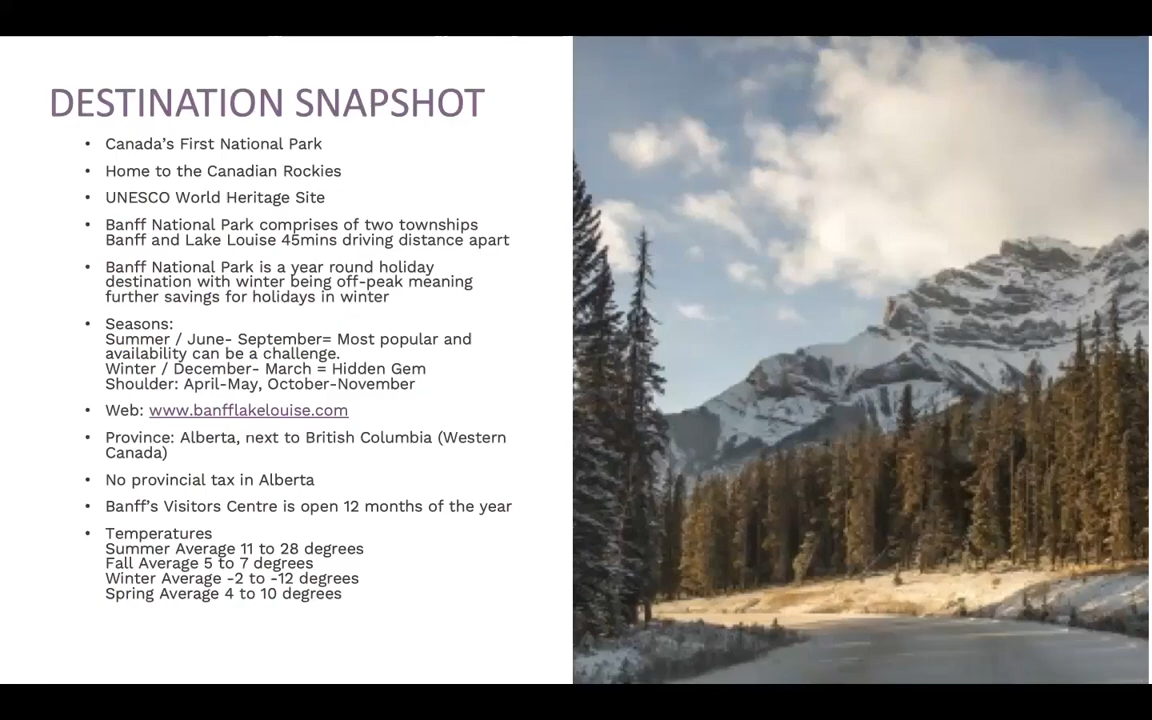 DESTINATION SNAPSHOT
• Canada's First National Park
• Home to the Canadian Rockies
• UNESCO World Heritage Site
• Banff National Park comprises of two townships
Banff and Lake Louise 45mins driving distance apart
• Banff National Park is a year round holiday
destination with winter being off-peak meaning
further savings for holidays in winter
• Seasons:
Summer / June- September= Most popular and
availability can be a challenge.
Winter / December- March = Hidden Gem
Shoulder: April-May, October-November
• Web: www.banfflakelouise.com
• Province: Alberta, next to British Columbia (Western
Canada)
• No provincial tax in Alberta
• Banff's Visitors Centre is open 12 months of the year
• Temperatures
Summer Average 11 to 28 degrees
Fall Average 5 to 7 degrees
Winter Average -2 to -12 degrees
Spring Average 4 to 10 degrees